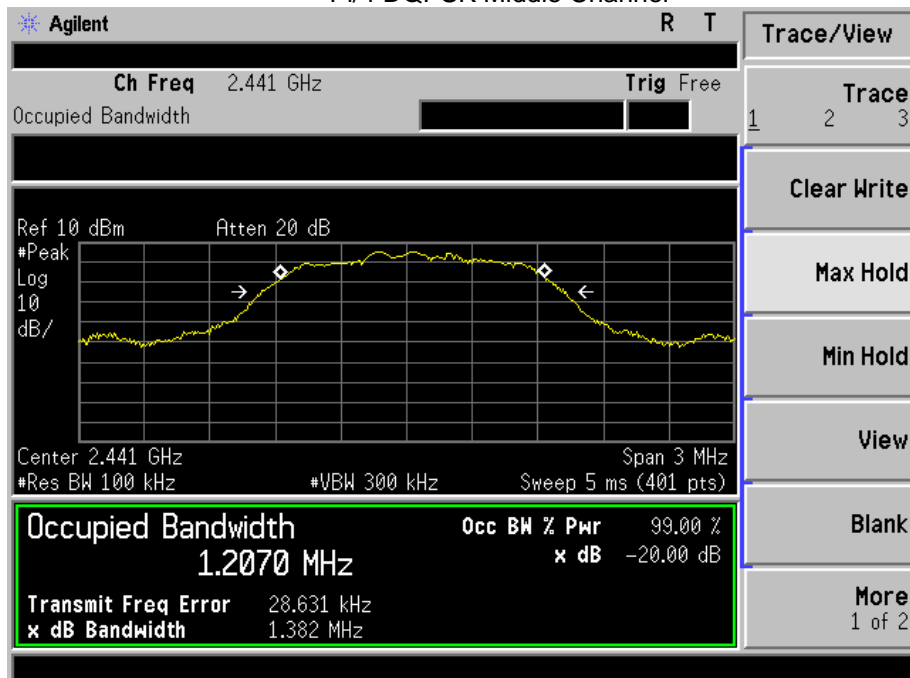 Agilent R T
Trace/View
Ch Freq 2.441 GHz Trig Free
Occupied Bandwidth
Trace
1 2 3
Clear Write
Ref 10 dBm Atten 20 dB
#Peak
Log
10
dB/
Max Hold
Min Hold
View
Center 2.441 GHz Span 3 MHz
#Res BW 100 kHz #VBW 300 kHz Sweep 5 ms (401 pts)
Occupied Bandwidth Occ BW % Pwr 99.00 %
1.2070 MHz x dB -20.00 dB
Blank
Transmit Freq Error 28.631 kHz
x dB Bandwidth 1.382 MHz
More
1 of 2